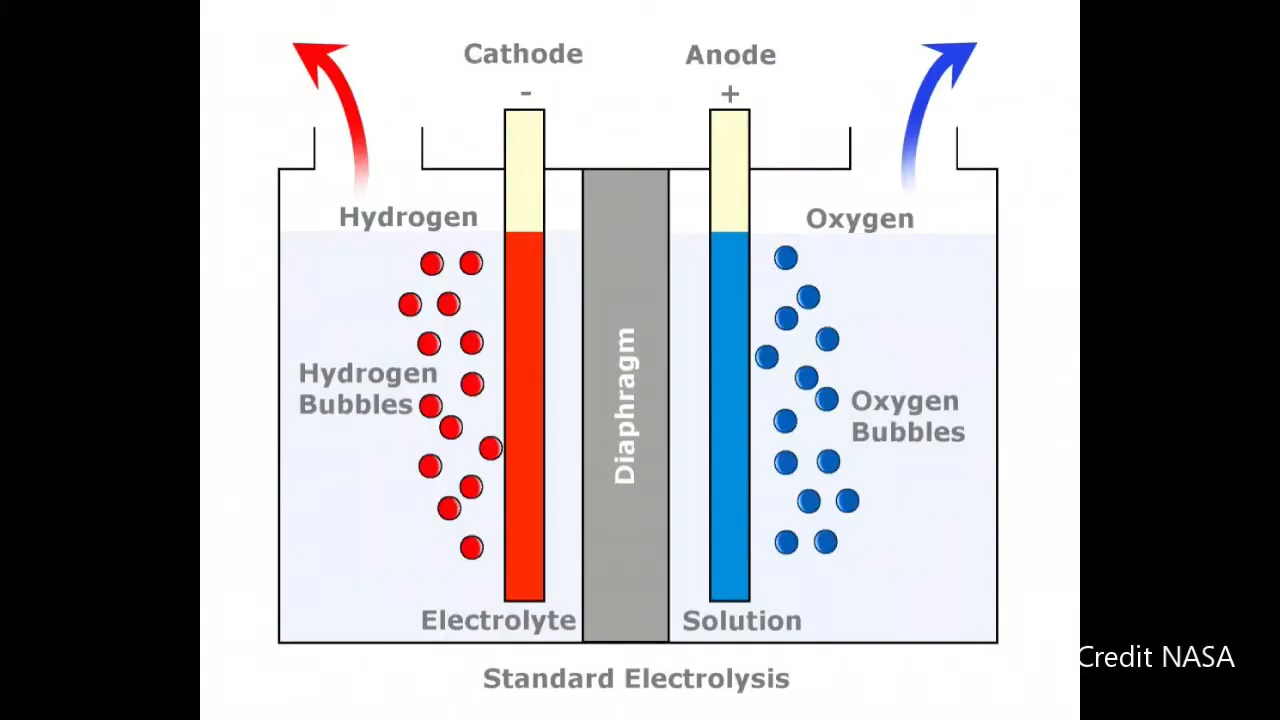 Cathode
-
Anode
+
Hydrogen
Oxygen
Hydrogen
Bubbles
Diaphragm
Oxygen
Bubbles
Electrolyte
Solution
Standard Electrolysis
Credit NASA